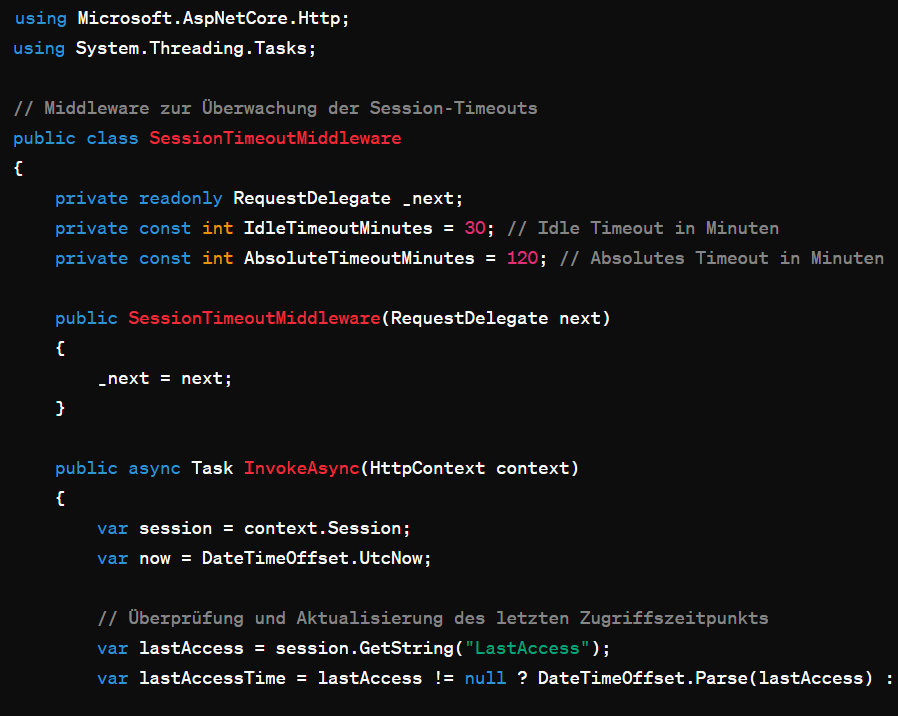 using Microsoft.AspNetCore.Http;
using System.Threading.Tasks;
// Middleware zur Überwachung der Session-Timeouts
public class SessionTimeoutMiddleware
{
    private readonly RequestDelegate _next;
    private const int IdleTimeoutMinutes = 30; // Idle Timeout in Minuten
    private const int AbsoluteTimeoutMinutes = 120; // Absolutes Timeout in Minuten
    public SessionTimeoutMiddleware(RequestDelegate next)
    {
        _next = next;
    }
    public async Task InvokeAsync(HttpContext context)
    {
        var session = context.Session;
        var now = DateTimeOffset.UtcNow;
        // Überprüfung und Aktualisierung des letzten Zugriffszeitpunkts
        var lastAccess = session.GetString("LastAccess");
        var lastAccessTime = lastAccess != null ? DateTimeOffset.Parse(lastAccess) :